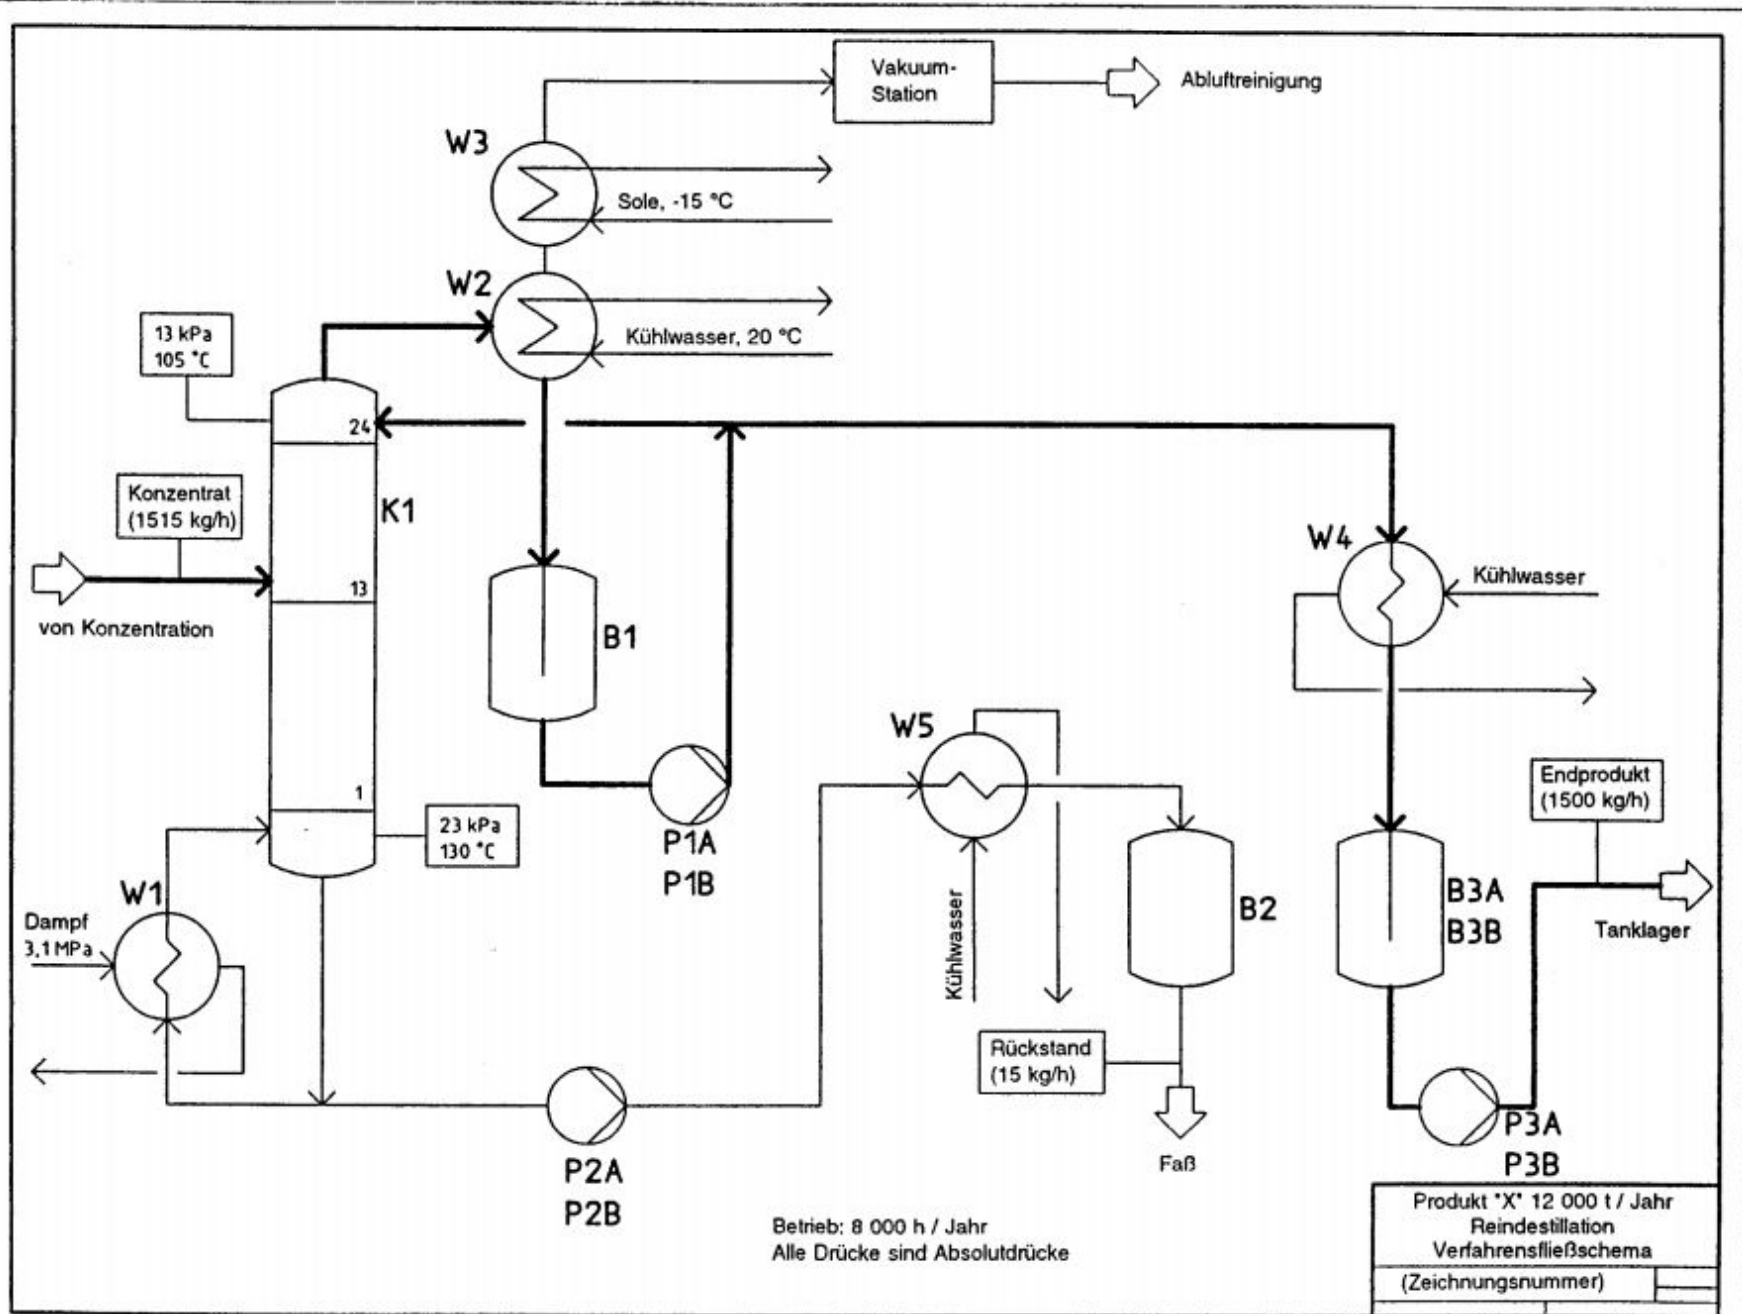 Vakuum-
Station
Abluftreinigung
W3
Sole, -15 °C
W2
Kühlwasser, 20 °C
13 kPa
105 °C
24
Konzentrat
(1515 kg/h)
K1
13
von Konzentration
B1
W4
Kühlwasser
W5
1
23 kPa
130 °C
P1A
P1B
Endprodukt
(1500 kg/h)
W1
Dampf
3,1 MPa
B2
B3A
B3B
Tanklager
Kühlwasser
Rückstand
(15 kg/h)
Faß
P2A
P2B
P3A
P3B
Betrieb: 8 000 h / Jahr
Alle Drücke sind Absolutdrücke
Produkt "X" 12 000 t / Jahr
Reindestillation
Verfahrensfließschema
(Zeichnungsnummer)